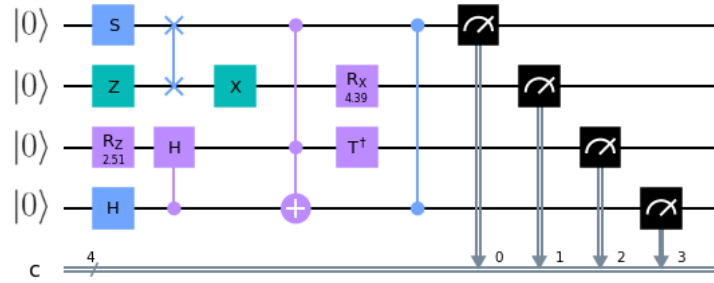 |0⟩ S
|0⟩ Z X R_X 4.39
|0⟩ R_Z 2.51 H T†
|0⟩ H
c 4 0 1 2 3